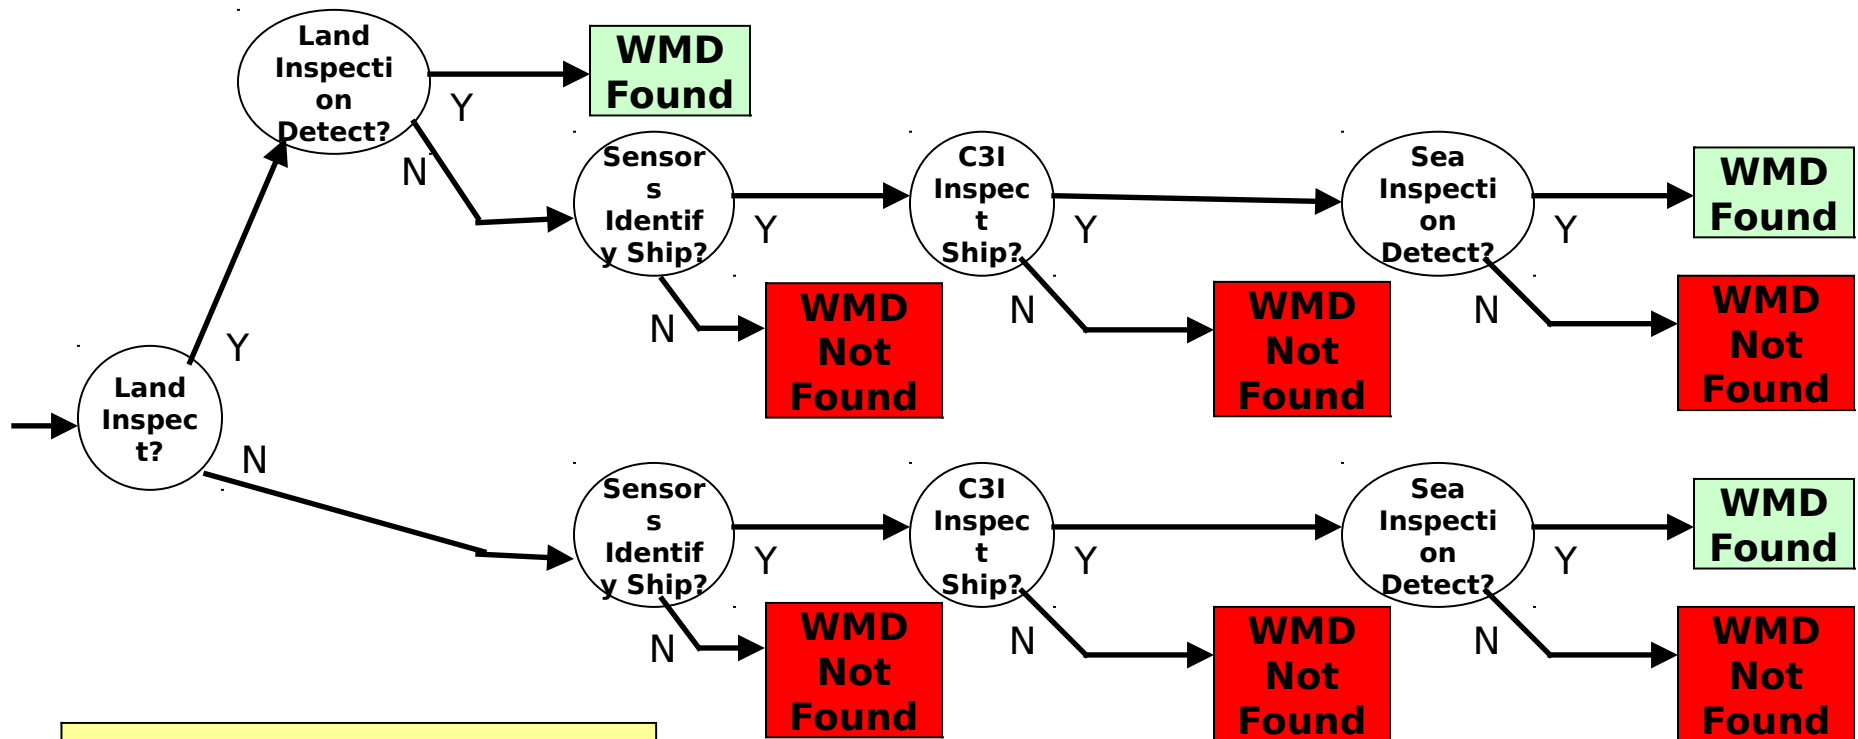 Land
Inspecti
on
Detect?
Y
N
WMD
Found
Sensor
s
Identif
y Ship?
Y
N
WMD
Not
Found
C3I
Inspec
t
Ship?
Y
N
WMD
Not
Found
Sea
Inspecti
on
Detect?
Y
N
WMD
Found
WMD
Not
Found
Land
Inspec
t?
Y
N
Sensor
s
Identif
y Ship?
Y
N
WMD
Not
Found
C3I
Inspec
t
Ship?
Y
N
WMD
Not
Found
Sea
Inspecti
on
Detect?
Y
N
WMD
Found
WMD
Not
Found